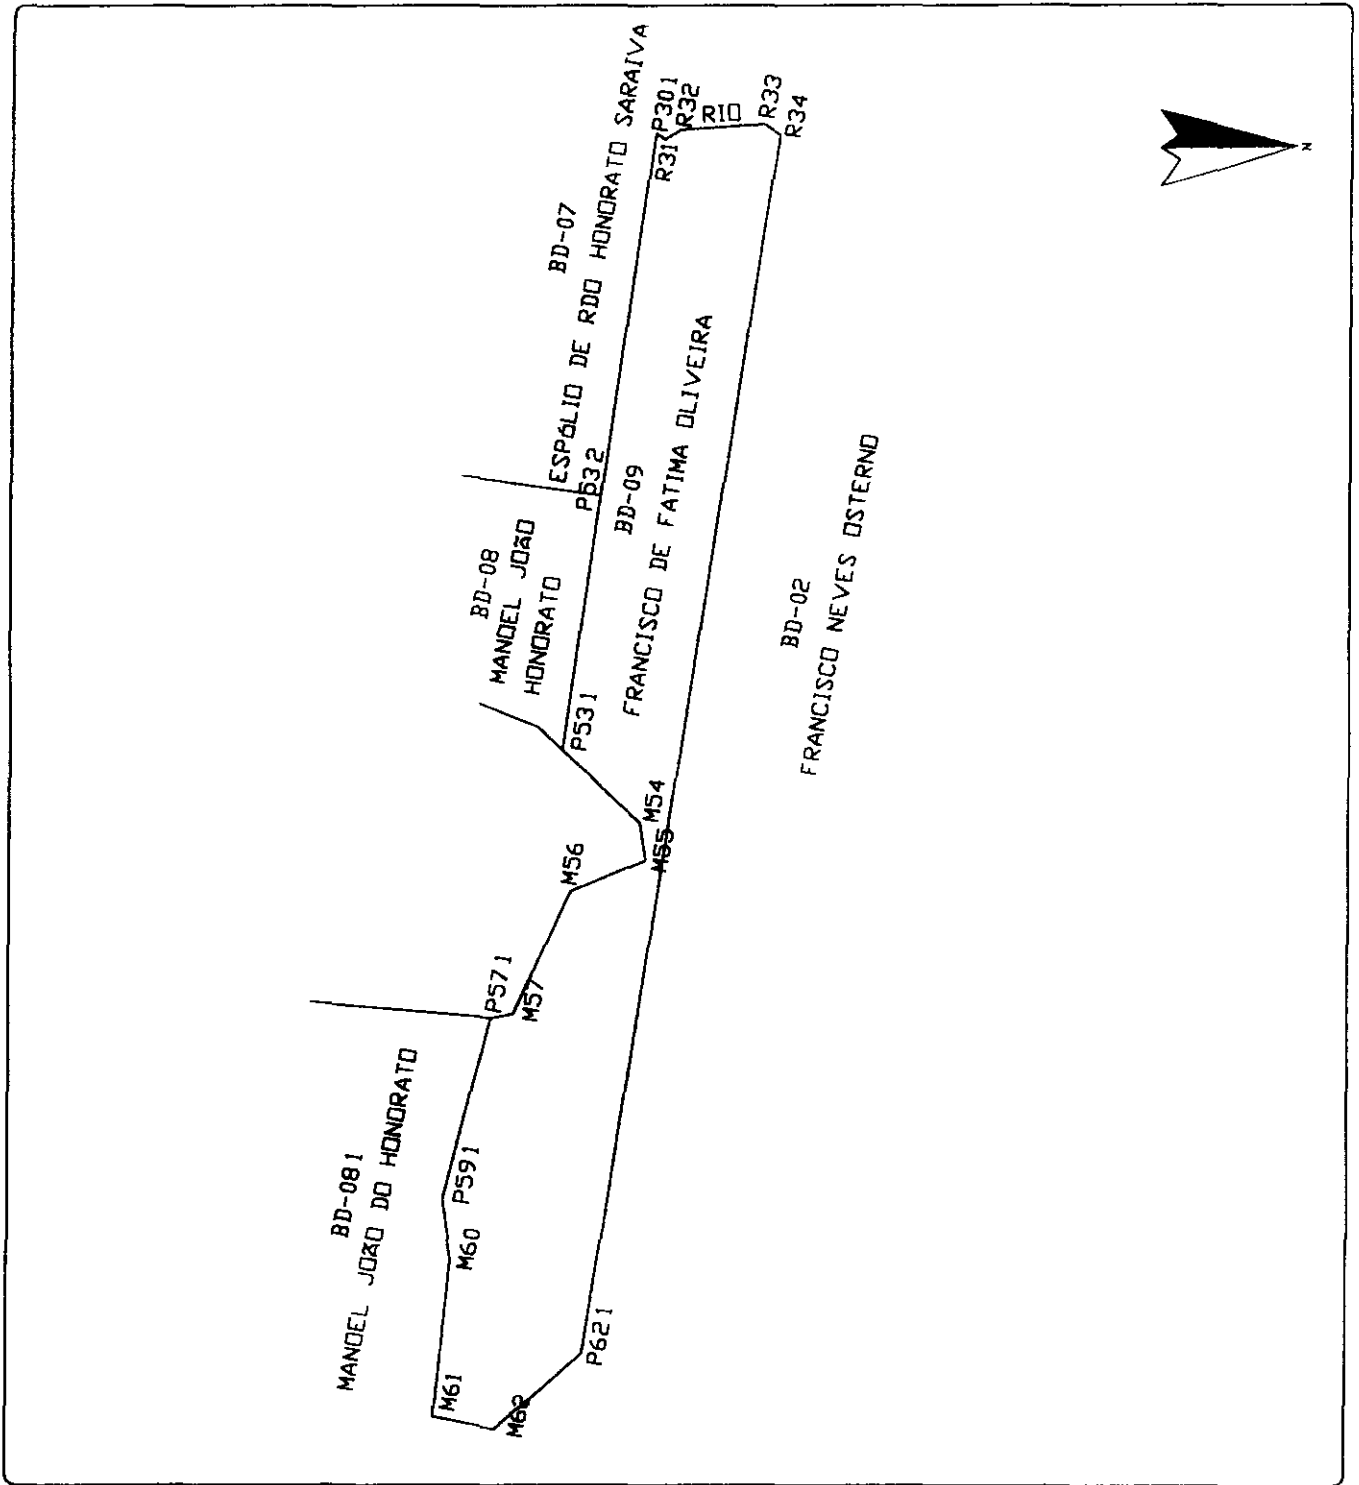 P301
R32
R31
RIO
R33
R34
N
BD-07
ESPÓLIO DE RDO HONORATO SARAIVA
P532
BD-09
FRANCISCO DE FATIMA OLIVEIRA
BD-08
MANOEL JOÃO
HONORATO
BD-02
FRANCISCO NEVES OSTERNO
P531
M54
M55
M56
P571
M57
BD-081
MANOEL JOÃO DO HONORATO
P591
M60
P621
M61
M62